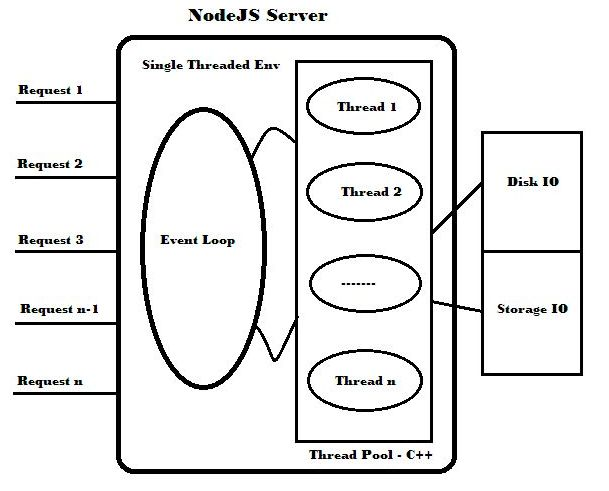 NodeJS Server
Single Threaded Env
Request 1
Thread 1
Request 2
Thread 2
Disk IO
Request 3
Event Loop
-------
Request n-1
Storage IO
Request n
Thread n
Thread Pool - C++